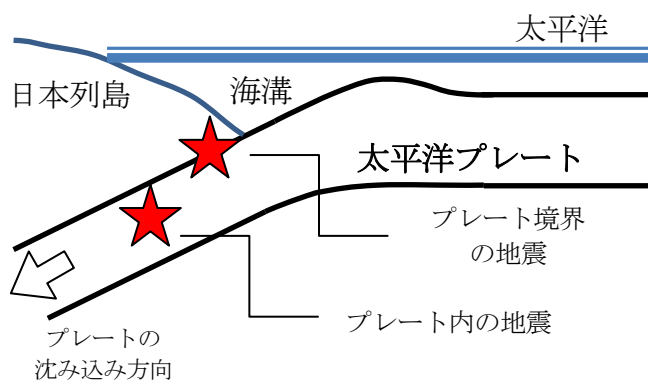 太平洋
日本列島
海溝
太平洋プレート
プレート境界
の地震
プレート内の地震
プレートの
沈み込み方向